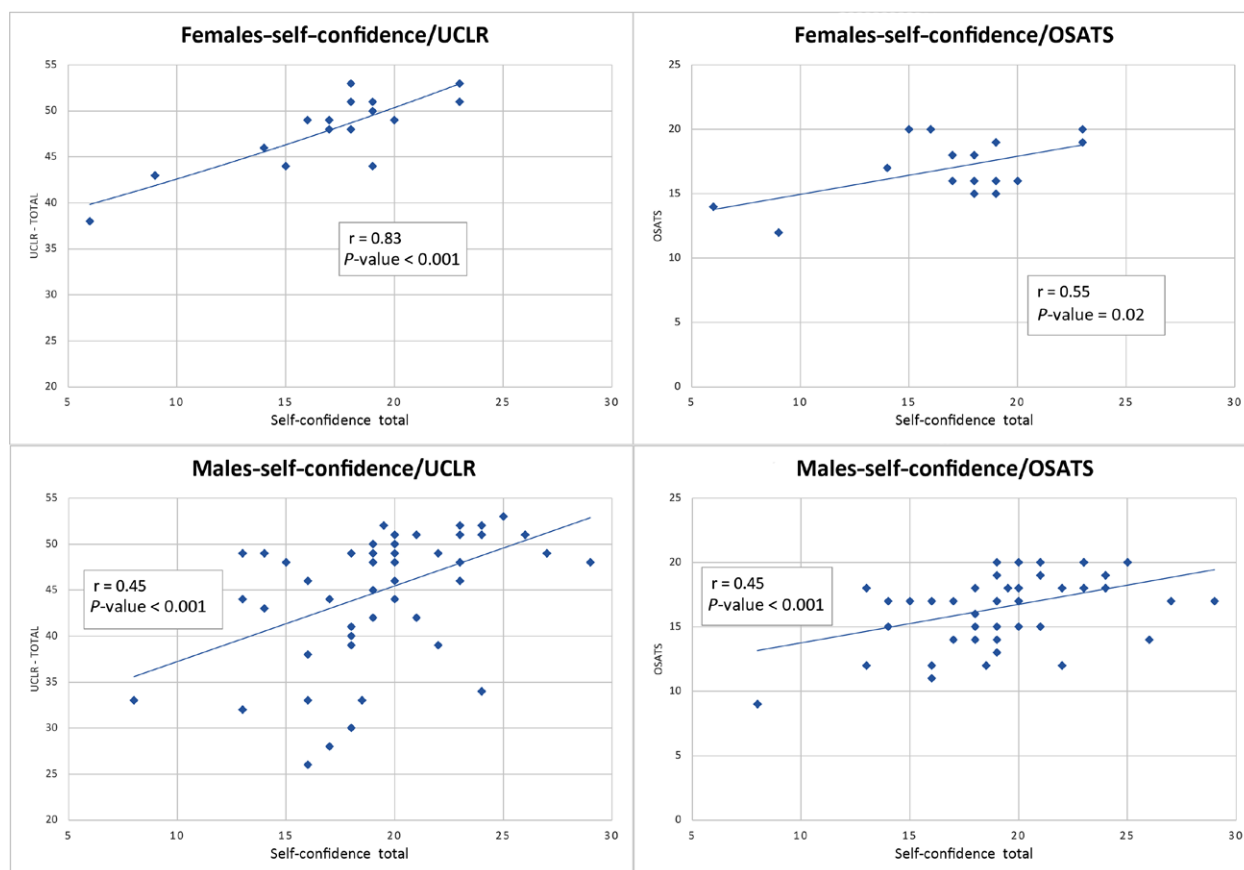 Females-self-confidence/UCLR
55
50
45
40
35
30
25
20
UCLR - TOTAL
r = 0.83
P-value < 0.001
5 10 15 20 25 30
Self-confidence total
Females-self-confidence/OSATS
25
20
15
10
5
0
OSATS
r = 0.55
P-value = 0.02
5 10 15 20 25 30
Self-confidence total
Males-self-confidence/UCLR
55
50
45
40
35
30
25
20
UCLR - TOTAL
r = 0.45
P-value < 0.001
5 10 15 20 25 30
Self-confidence total
Males-self-confidence/OSATS
25
20
15
10
5
0
OSATS
r = 0.45
P-value < 0.001
5 10 15 20 25 30
Self-confidence total